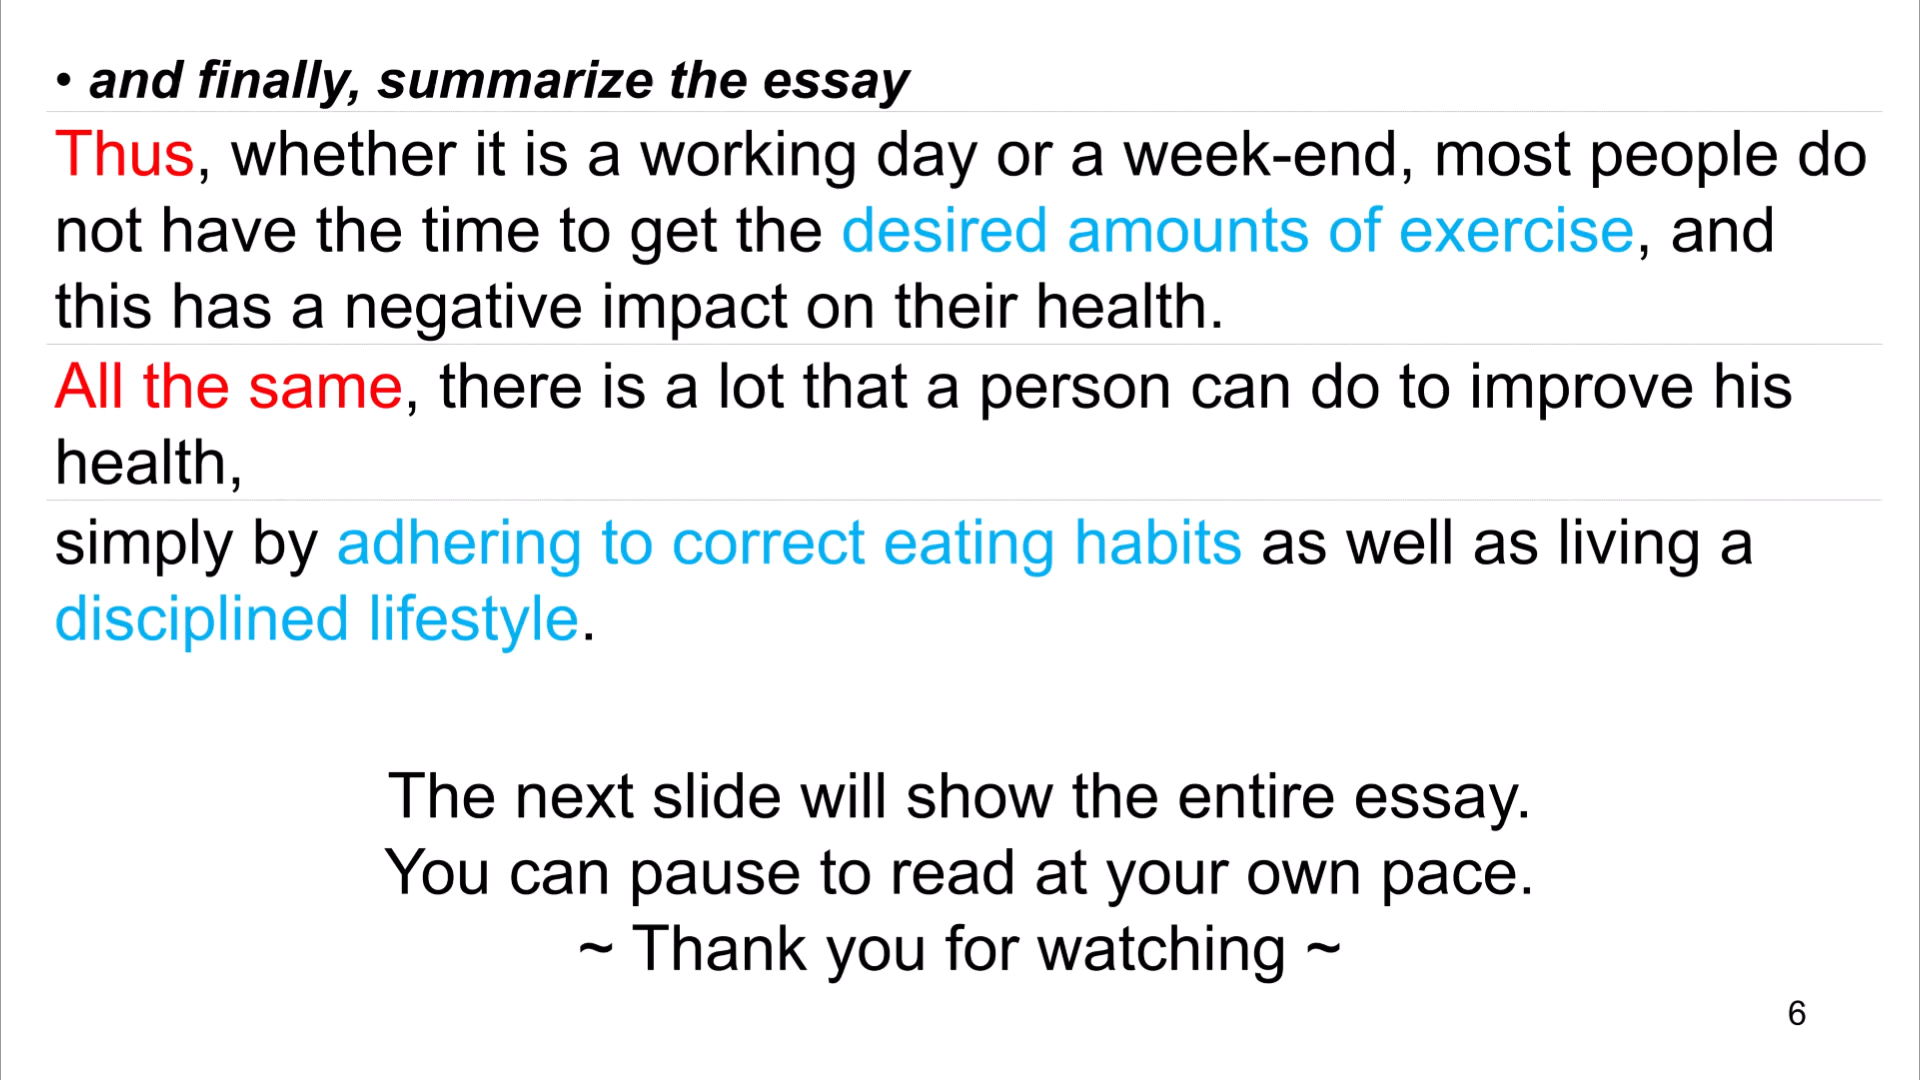 • and finally, summarize the essay
Thus, whether it is a working day or a week-end, most people do
not have the time to get the desired amounts of exercise, and
this has a negative impact on their health.
All the same, there is a lot that a person can do to improve his
health,
simply by adhering to correct eating habits as well as living a
disciplined lifestyle.
The next slide will show the entire essay.
You can pause to read at your own pace.
~ Thank you for watching ~
6